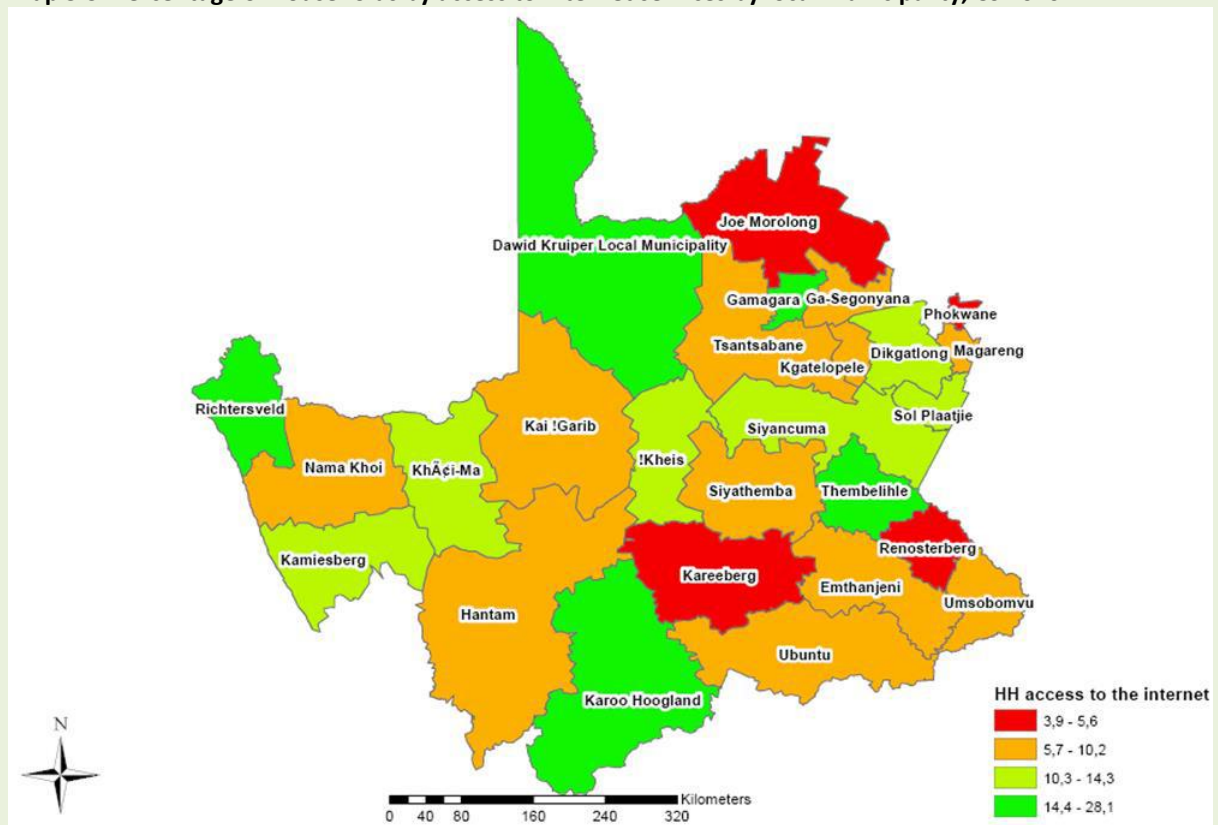 Joe Morolong
Dawid Kruiper Local Municipality
Gamagara
Ga-Segonyana
Phokwane
Tsantsabane
Kgatelopele
Dikgatlong
Magareng
Richtersveld
Sol Plaatjie
Kai !Garib
Siyancuma
Nama Khoi
KhÃ¢i-Ma
!Kheis
Siyathemba
Thembelihle
Kamiesberg
Renosterberg
Kareeberg
Emthanjeni
Umsobomvu
Hantam
Ubuntu
Karoo Hoogland
HH access to the internet
3,9 - 5,6
5,7 - 10,2
10,3 - 14,3
14,4 - 28,1
N
Kilometers
0 40 80 160 240 320